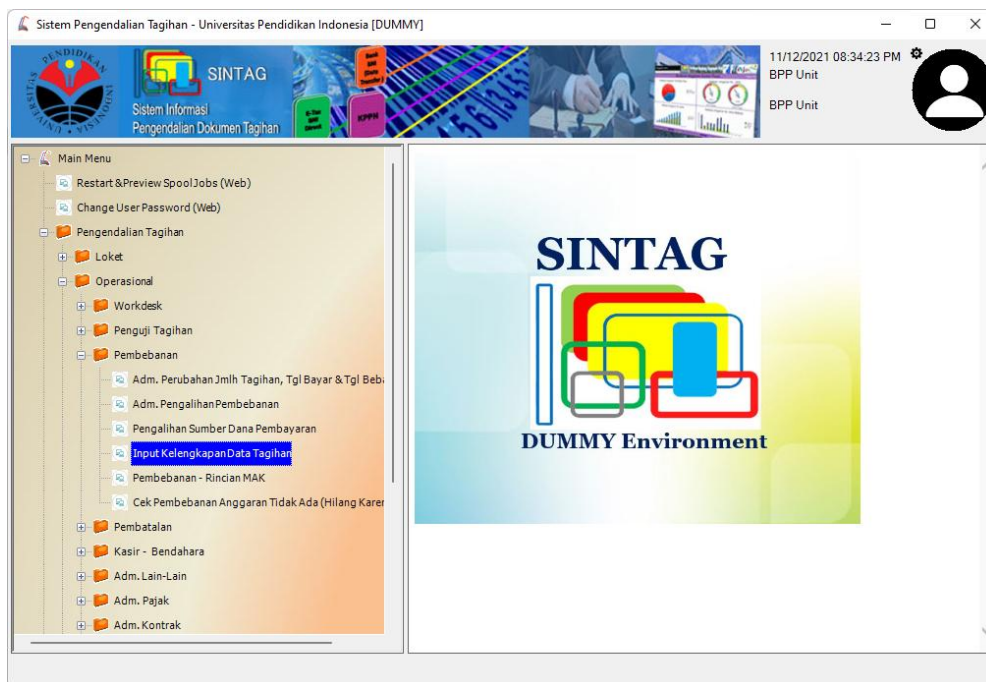 Sistem Pengendalian Tagihan - Universitas Pendidikan Indonesia [DUMMY]
PENDIDIKAN
UNIVERSITAS
INDONESIA
SINTAG
Sistem Informasi
Pengendalian Dokumen Tagihan
KPPN
11/12/2021 08:34:23 PM
BPP Unit
BPP Unit
Main Menu
Restart &Preview Spool Jobs (Web)
Change User Password (Web)
Pengendalian Tagihan
Loket
Operasional
Workdesk
Penguji Tagihan
Pembebanan
Adm. Perubahan Jmlh Tagihan, Tgl Bayar & Tgl Beba
Adm. Pengalihan Pembebanan
Pengalihan Sumber Dana Pembayaran
Input Kelengkapan Data Tagihan
Pembebanan - Rincian MAK
Cek Pembebanan Anggaran Tidak Ada (Hilang Karen
Pembatalan
Kasir - Bendahara
Adm. Lain-Lain
Adm. Pajak
Adm. Kontrak
SINTAG
DUMMY Environment